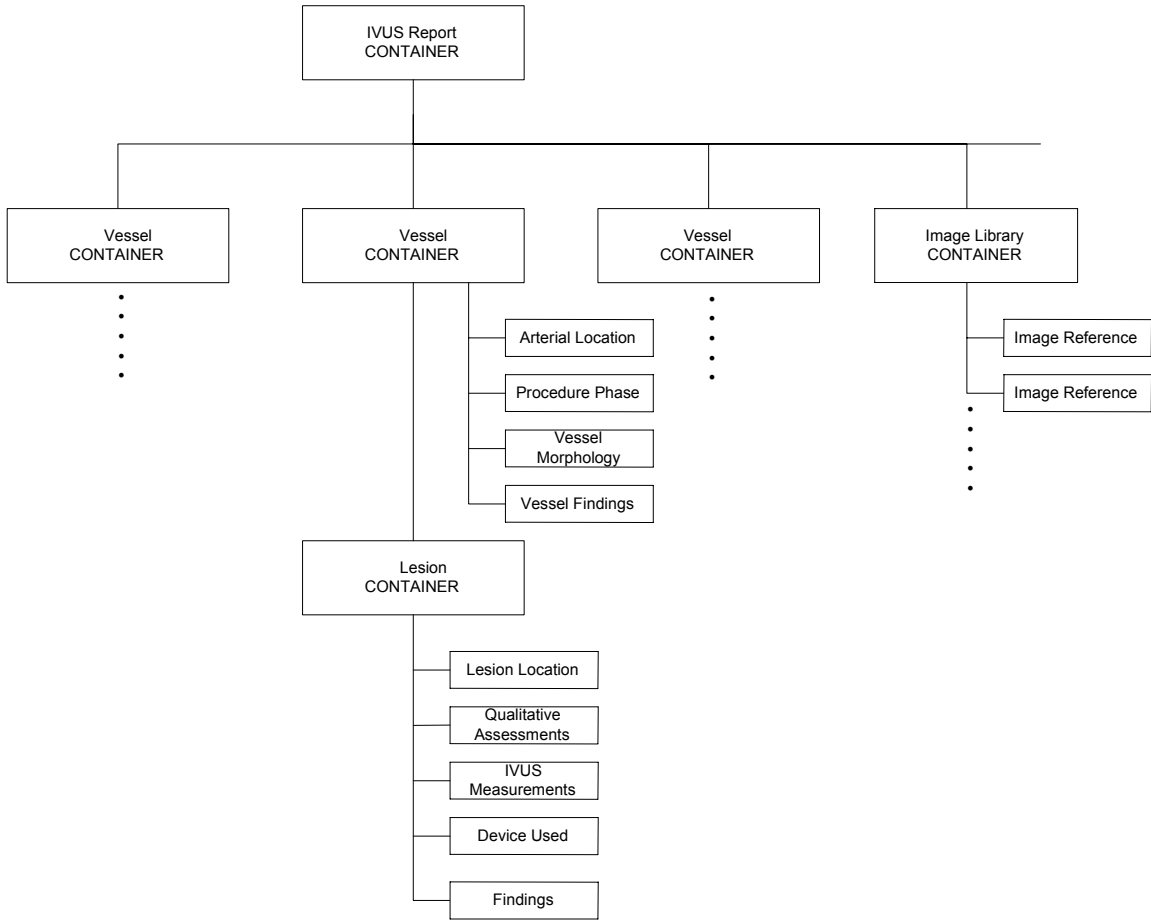 IVUS Report
CONTAINER
Vessel
CONTAINER
Vessel
CONTAINER
Vessel
CONTAINER
Image Library
CONTAINER
Arterial Location
Procedure Phase
Vessel
Morphology
Vessel Findings
Image Reference
Image Reference
Lesion
CONTAINER
Lesion Location
Qualitative
Assessments
IVUS
Measurements
Device Used
Findings